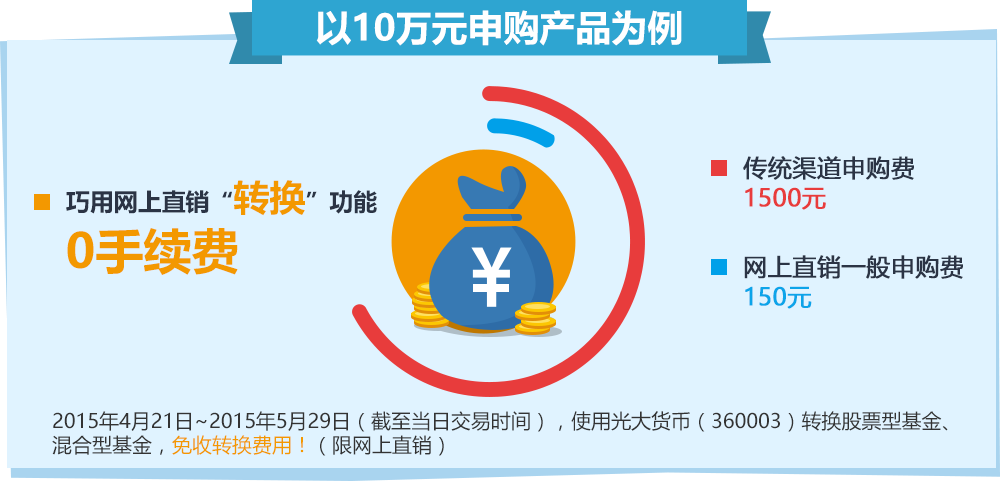 以10万元申购产品为例
巧用网上直销“转换”功能
0手续费
¥
传统渠道申购费
1500元
网上直销一般申购费
150元
2015年4月21日~2015年5月29日（截至当日交易时间），使用光大货币（360003）转换股票型基金、
混合型基金，免收转换费用！（限网上直销）